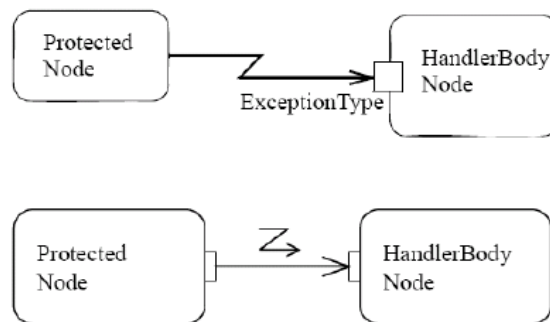 Protected
Node
ExceptionType
HandlerBody
Node
Protected
Node
HandlerBody
Node